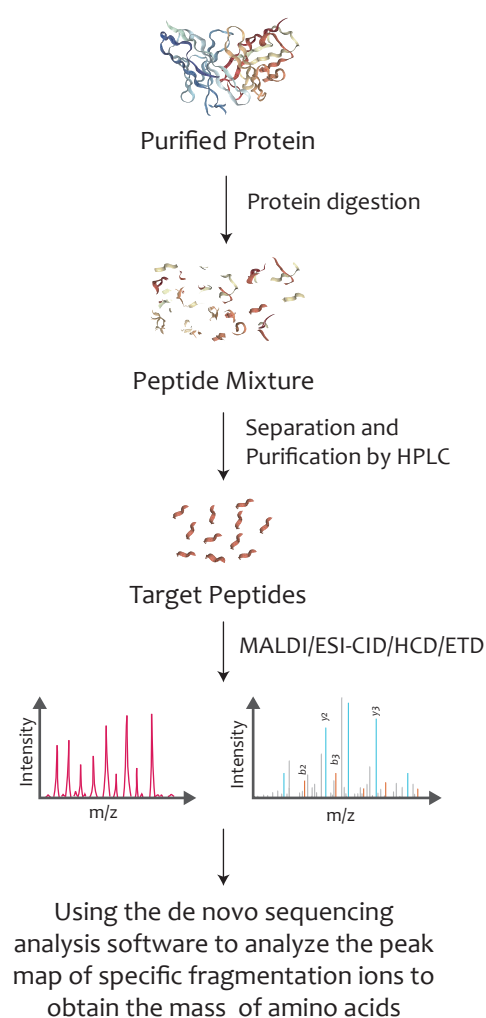 Purified Protein
Protein digestion
Peptide Mixture
Separation and
Purification by HPLC
Target Peptides
MALDI/ESI-CID/HCD/ETD
Intensity
m/z
Intensity
b2
y2
b3
y3
m/z
Using the de novo sequencing
analysis software to analyze the peak
map of specific fragmentation ions to
obtain the mass of amino acids